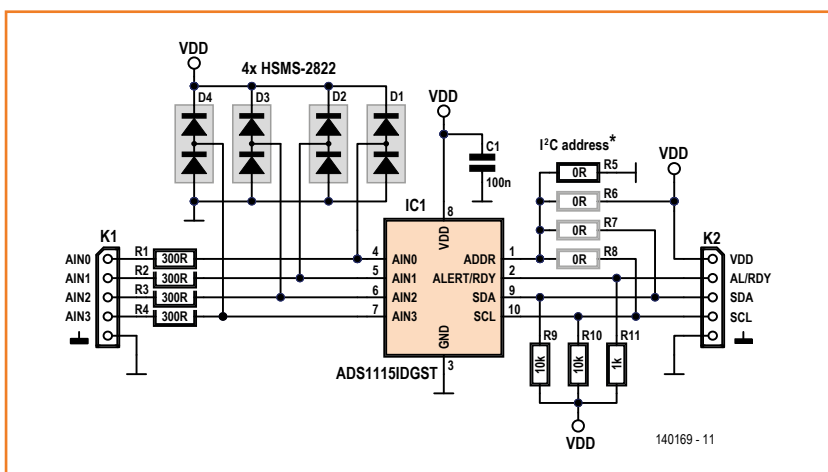 VDD
4x HSMS-2822
D4
D3
D2
D1
VDD
C1
100n
I²C address*
VDD
R5
0R
R6
0R
R7
0R
R8
0R
IC1
8
VDD
K1
AIN0
R1
300R
4
AIN0
ADDR
1
AIN1
R2
300R
5
AIN1
ALERT/RDY
2
AIN2
R3
300R
6
AIN2
SDA
9
AIN3
R4
300R
7
AIN3
SCL
10
GND
3
ADS1115IDGST
K2
VDD
AL/RDY
SDA
SCL
R9
10k
R10
10k
R11
1k
VDD
140169 - 11